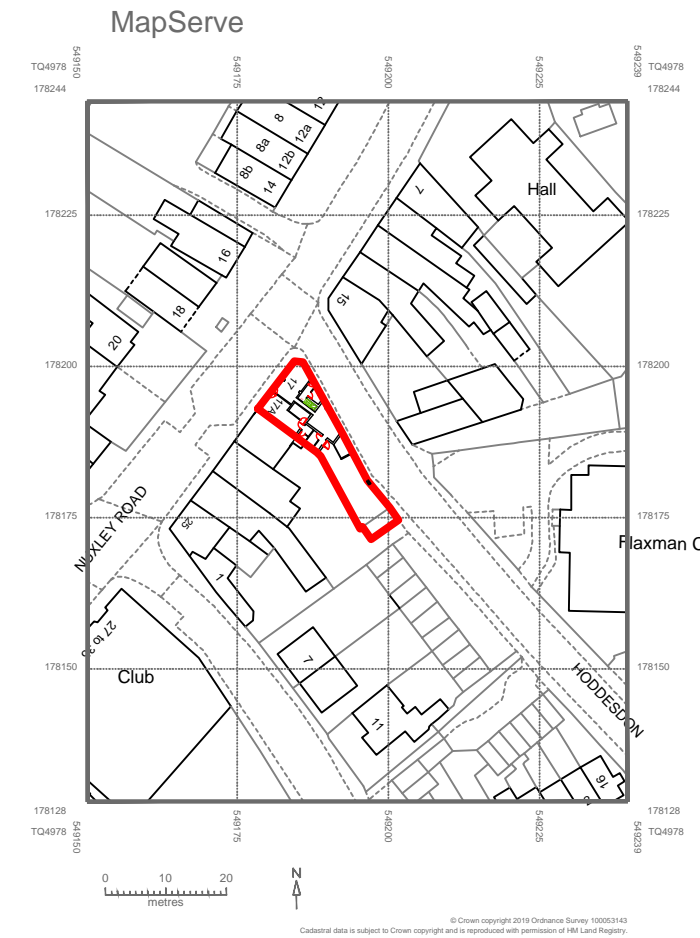 MapServe
549150
549175
549200
549225
549239
TQ4978
TQ4978
178244
178244
8
12
8a
12a
8b
12b
14
7
Hall
178225
178225
16
18
15
20
178200
178200
17
17A
178175
178175
NUXLEY ROAD
25
Flaxman C
1
27 to
178150
178150
7
Club
HODDESDON
11
16
178128
178128
TQ4978
TQ4978
549150
549175
549200
549225
549239
0 10 20
metres
N
© Crown copyright 2019 Ordnance Survey 100053143
Cadastral data is subject to Crown copyright and is reproduced with permission of HM Land Registry.